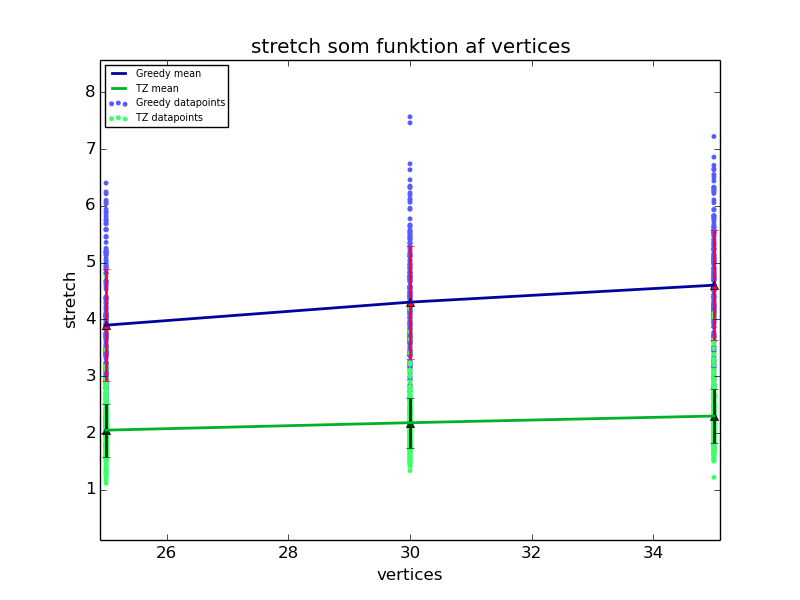 stretch som funktion af vertices
Greedy mean
TZ mean
Greedy datapoints
TZ datapoints
8
7
6
5
4
3
2
1
stretch
26 28 30 32 34
vertices